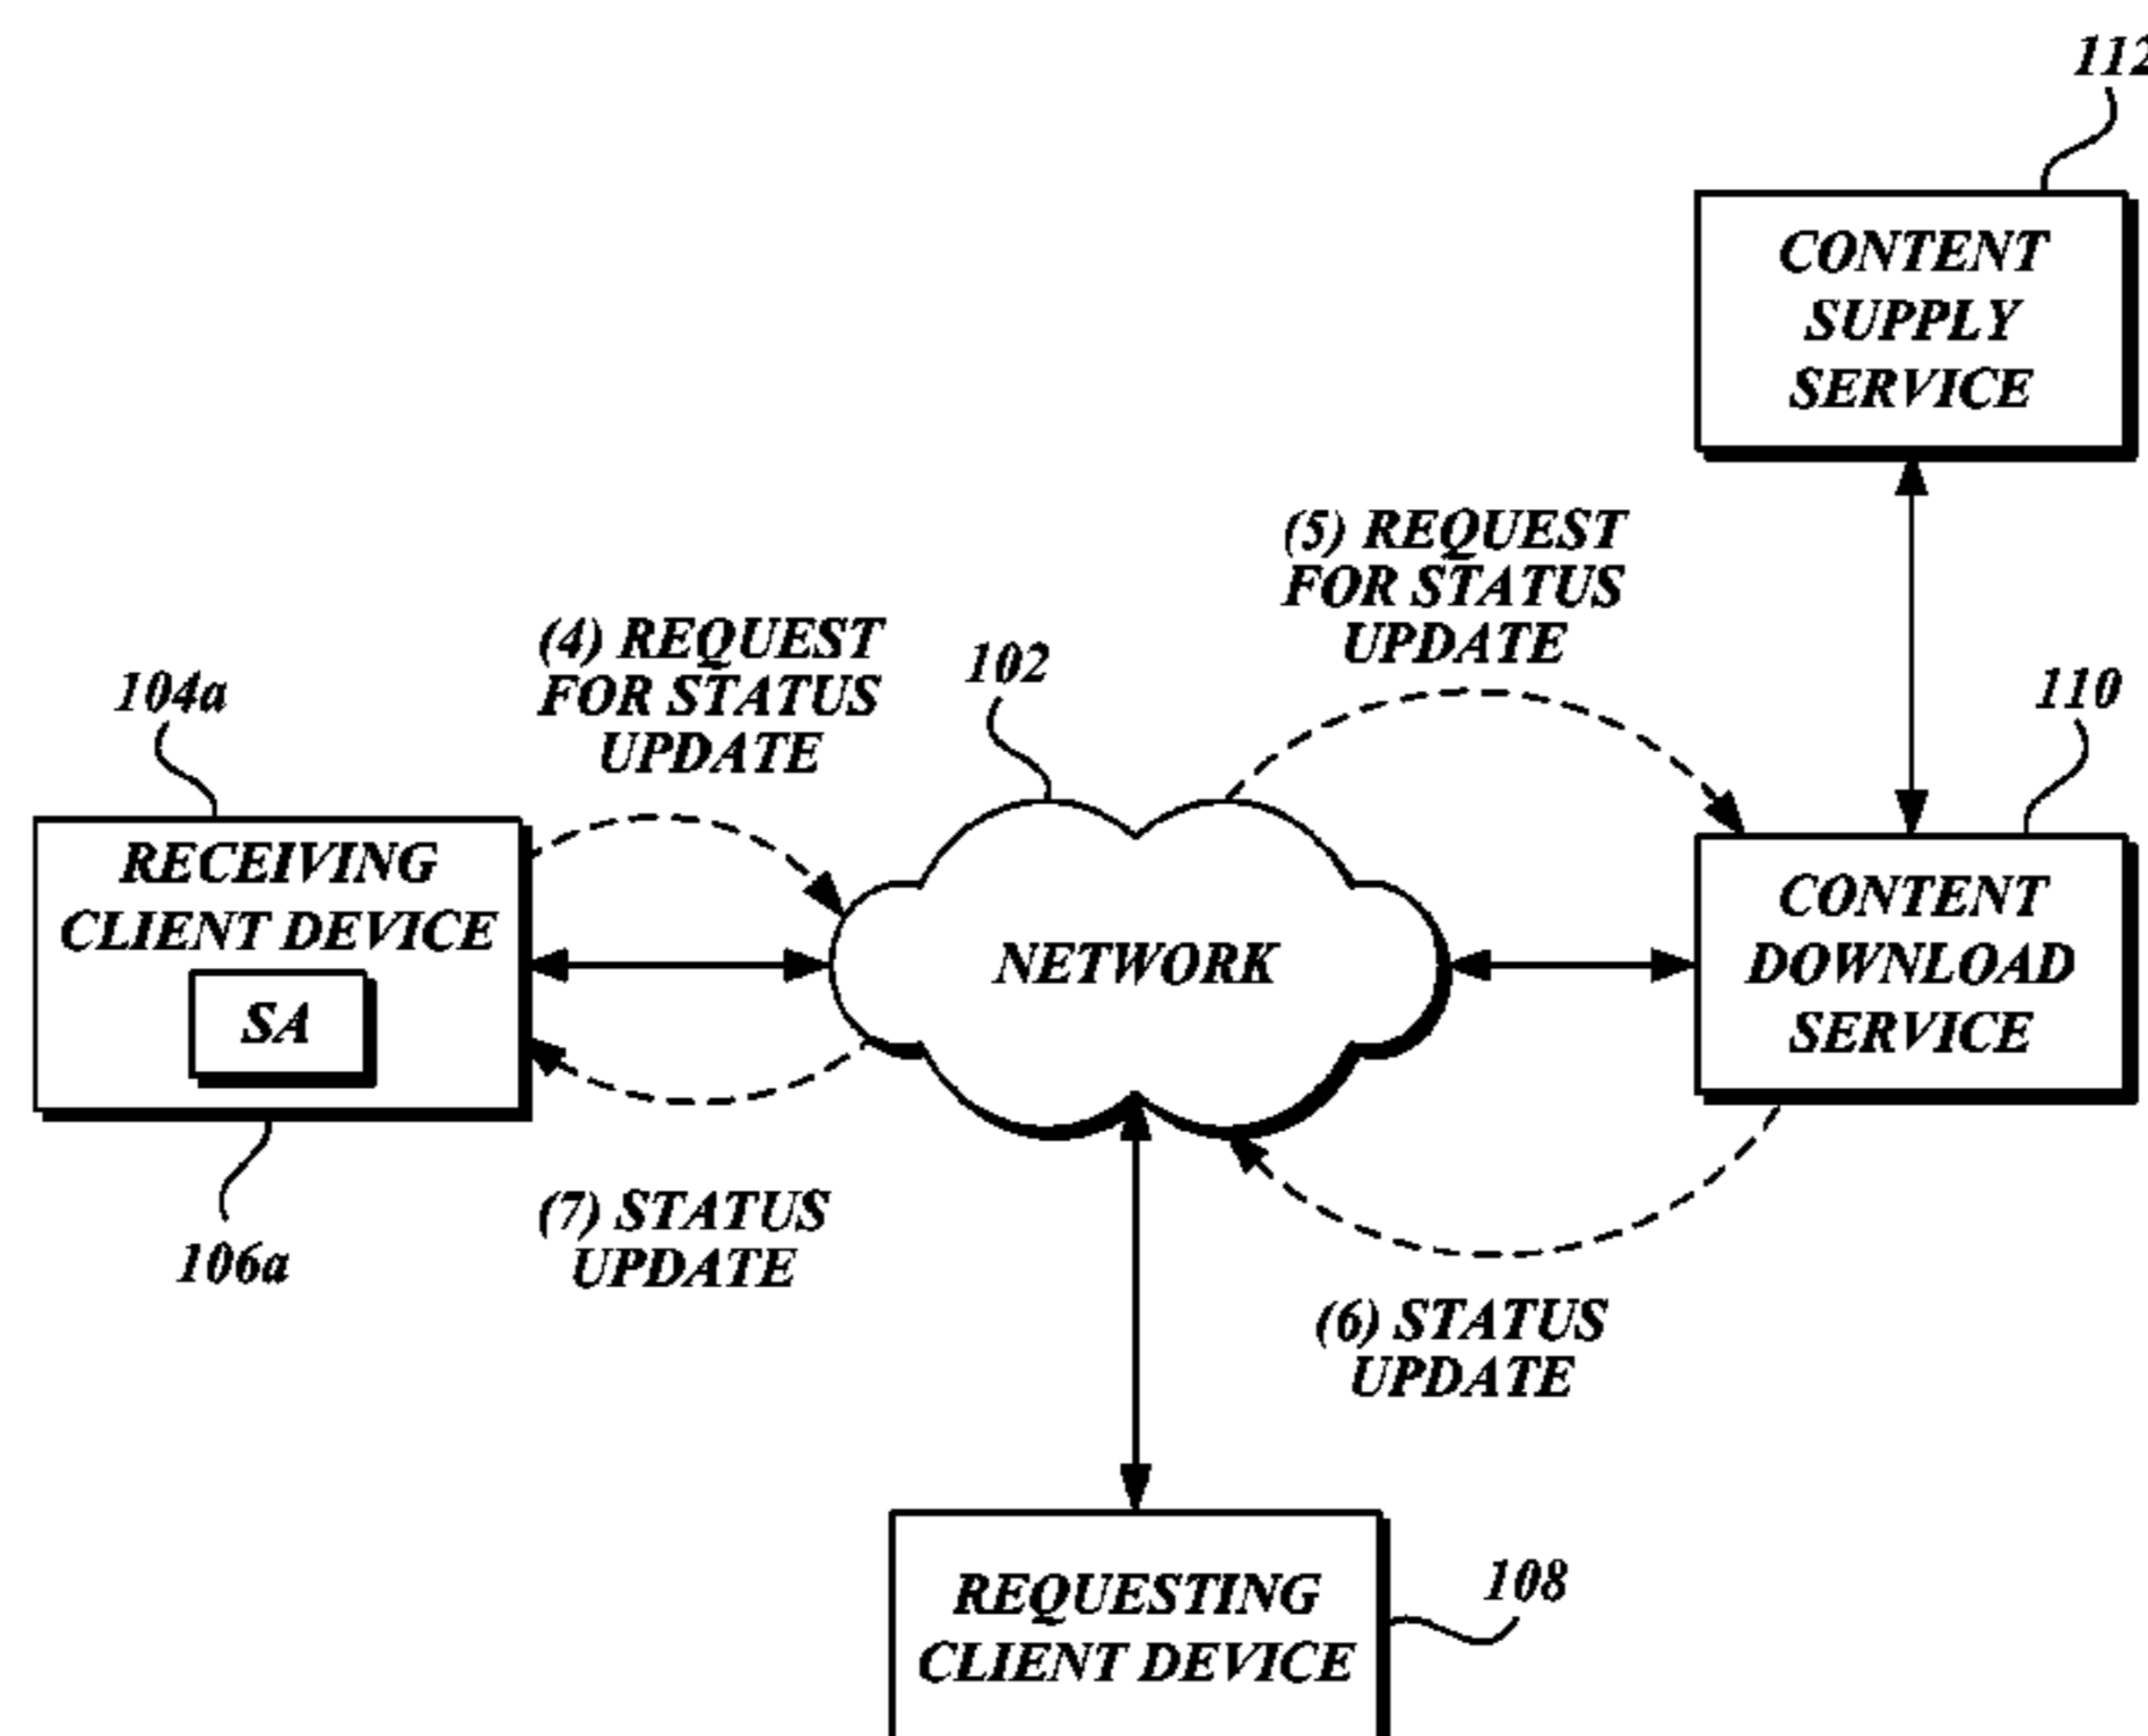 112
CONTENT
SUPPLY
SERVICE
(5) REQUEST
FOR STATUS
UPDATE
(4) REQUEST
FOR STATUS
UPDATE
102
104a
110
RECEIVING
CLIENT DEVICE
SA
NETWORK
CONTENT
DOWNLOAD
SERVICE
(7) STATUS
UPDATE
106a
(6) STATUS
UPDATE
REQUESTING
CLIENT DEVICE
108